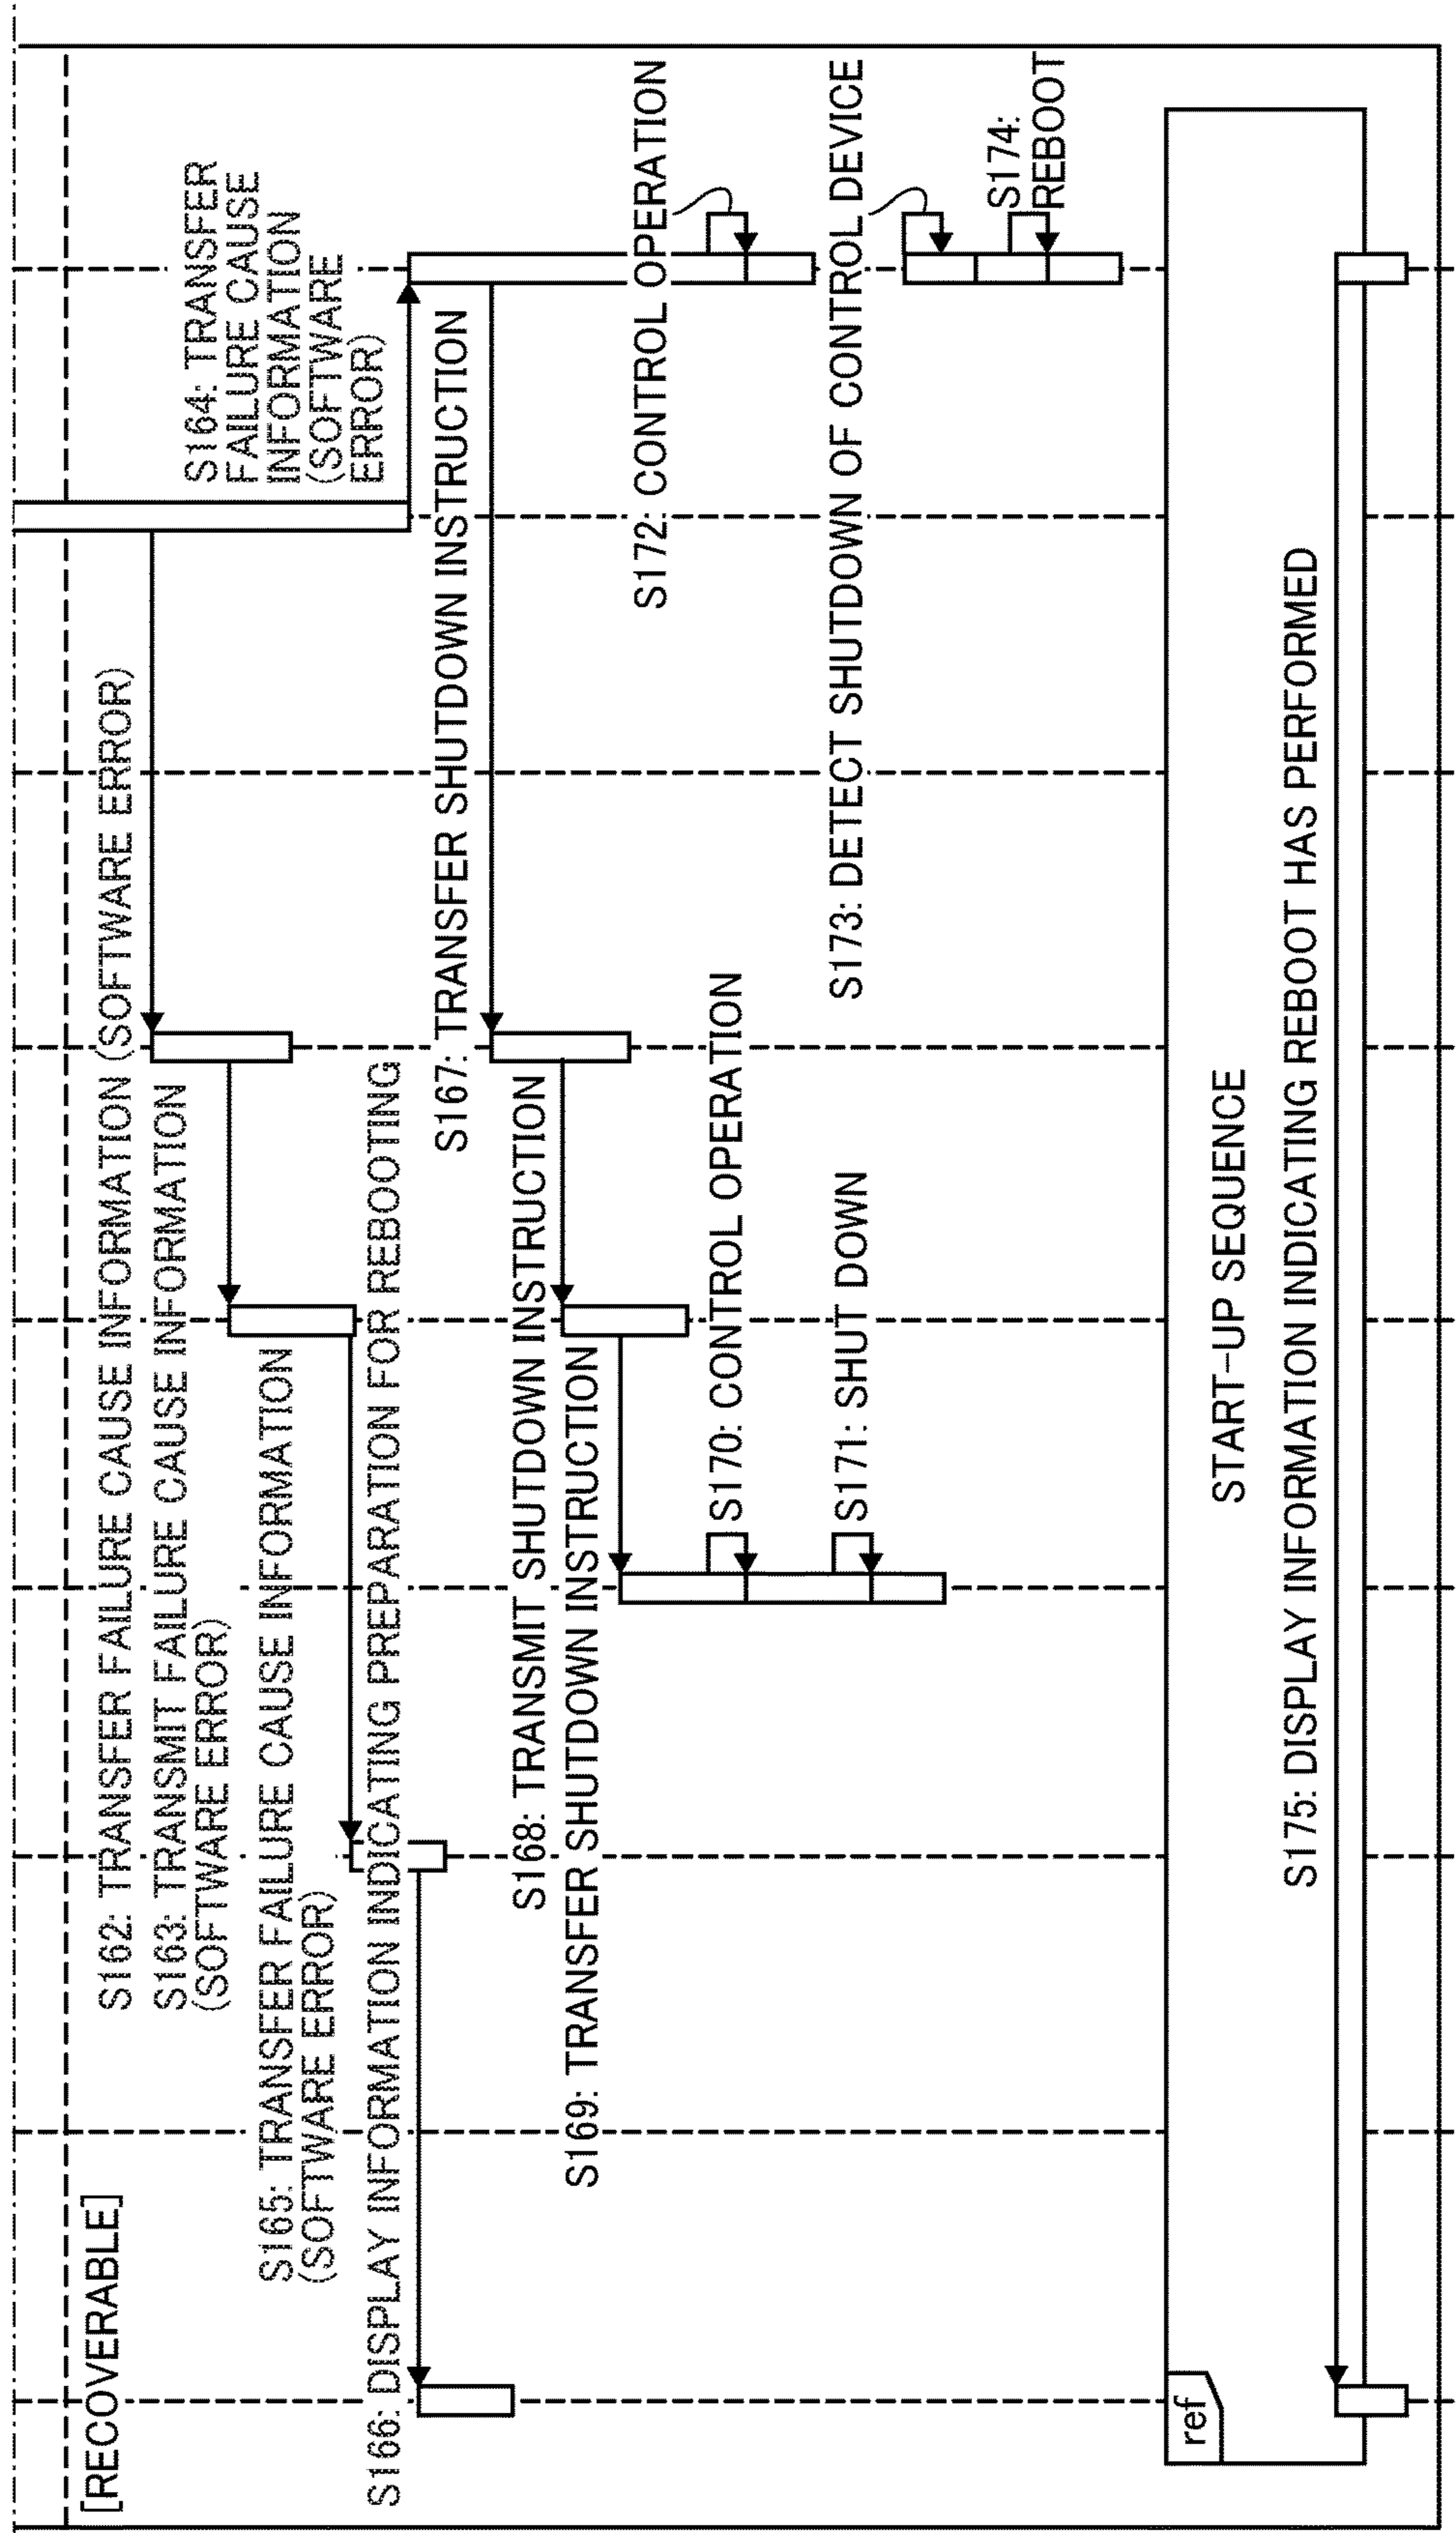 [RECOVERABLE]
S162: TRANSFER FAILURE CAUSE INFORMATION (SOFTWARE ERROR)
S163: TRANSMIT FAILURE CAUSE INFORMATION
(SOFTWARE ERROR)
S164: TRANSFER
FAILURE CAUSE
INFORMATION
(SOFTWARE
ERROR)
S165: TRANSFER FAILURE CAUSE INFORMATION
(SOFTWARE ERROR)
S166: DISPLAY INFORMATION INDICATING PREPARATION FOR REBOOTING
S167: TRANSFER SHUTDOWN INSTRUCTION
S168: TRANSMIT SHUTDOWN INSTRUCTION
S169: TRANSFER SHUTDOWN INSTRUCTION
S170: CONTROL OPERATION
S171: SHUT DOWN
S172: CONTROL OPERATION
S173: DETECT SHUTDOWN OF CONTROL DEVICE
S174:
REBOOT
ref
START-UP SEQUENCE
S175: DISPLAY INFORMATION INDICATING REBOOT HAS PERFORMED